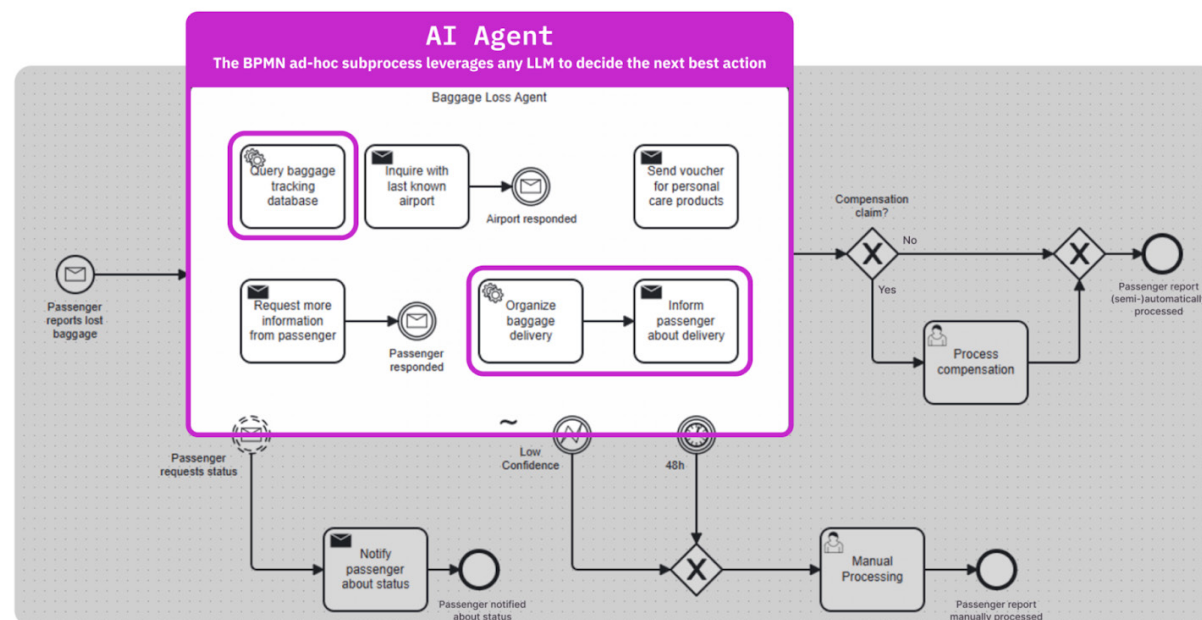 AI Agent
The BPMN ad-hoc subprocess leverages any LLM to decide the next best action
Baggage Loss Agent
Query baggage
tracking
database
Inquire with
last known
airport
Airport responded
Send voucher
for personal
care products
Compensation
claim?
No
Yes
Passenger
reports lost
baggage
Request more
information
from passenger
Passenger
responded
Organize
baggage
delivery
Inform
passenger
about delivery
Process
compensation
Passenger report
(semi-)automaticall
processed
Passenger
requests status
~
Low
Confidence
48h
Notify
passenger
about status
Passenger notified
about status
Manual
Processing
Passenger report
manually processed